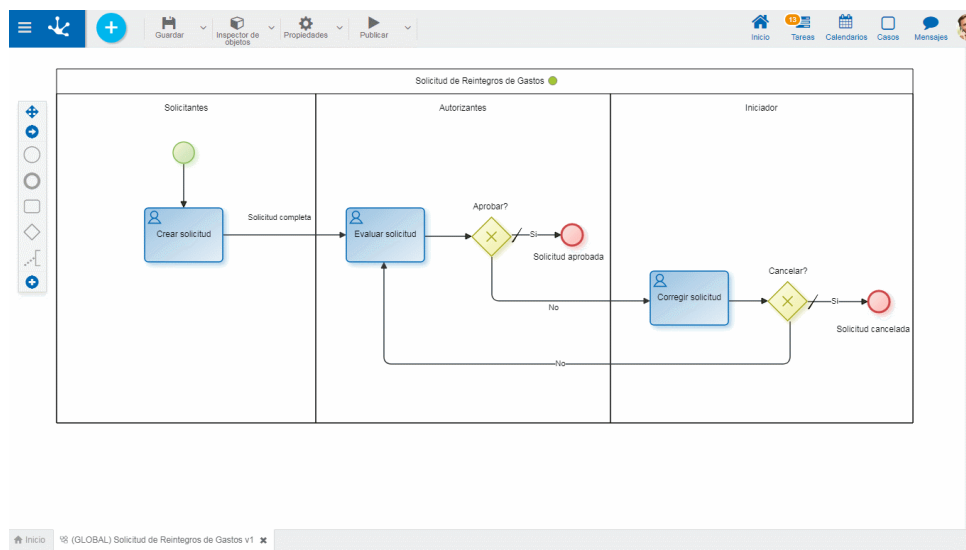 Guardar
Inspector de
objetos
Propiedades
Publicar
Inicio
13
Tareas
Calendarios
Casos
Mensajes
Solicitud de Reintegros de Gastos
Solicitantes
Autorizantes
Iniciador
Crear solicitud
Solicitud completa
Evaluar solicitud
Aprobar?
Si
Solicitud aprobada
No
Corregir solicitud
Cancelar?
Si
Solicitud cancelada
No
Inicio
(GLOBAL) Solicitud de Reintegros de Gastos v1